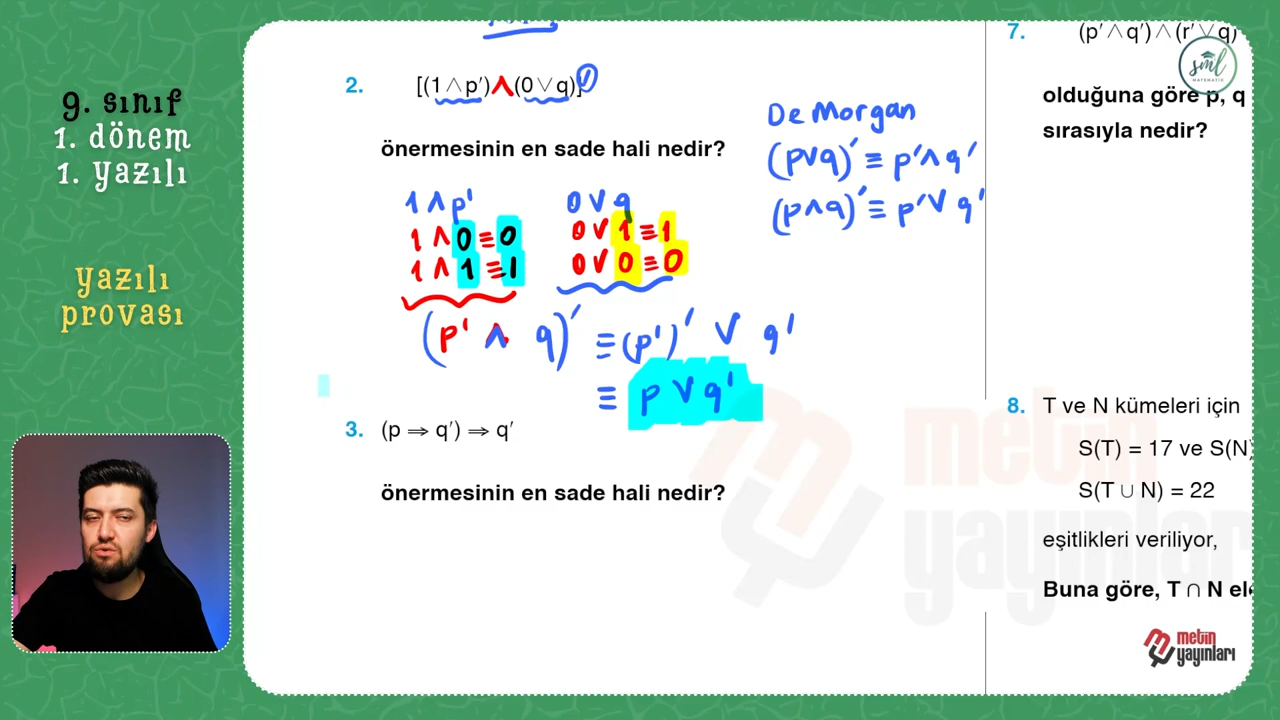 9. sınıf
1. dönem
1. yazılı
yazılı
provası
2. [(1∧p′)∧(0∨q)]′
önermesinin en sade hali nedir?
De Morgan
(p∨q)′ ≡ p′∧q′
(p∧q)′ ≡ p′∨q′
1 ∧ p′
1 ∧ 0 ≡ 0
1 ∧ 1 ≡ 1
0 ∨ q
0 ∨ 1 ≡ 1
0 ∨ 0 ≡ 0
(p′ ∧ q)′ ≡ (p′)′ ∨ q′
≡ p ∨ q′
3. (p ⇒ q′) ⇒ q′
önermesinin en sade hali nedir?
7. (p′∧q′)∧(r′∨q)
olduğuna göre p, q
sırasıyla nedir?
8. T ve N kümeleri için
S(T) = 17 ve S(N)
S(T ∪ N) = 22
eşitlikleri veriliyor,
Buna göre, T ∩ N
sml
MATEMATİK
metin
yayınları
metin
yayınları